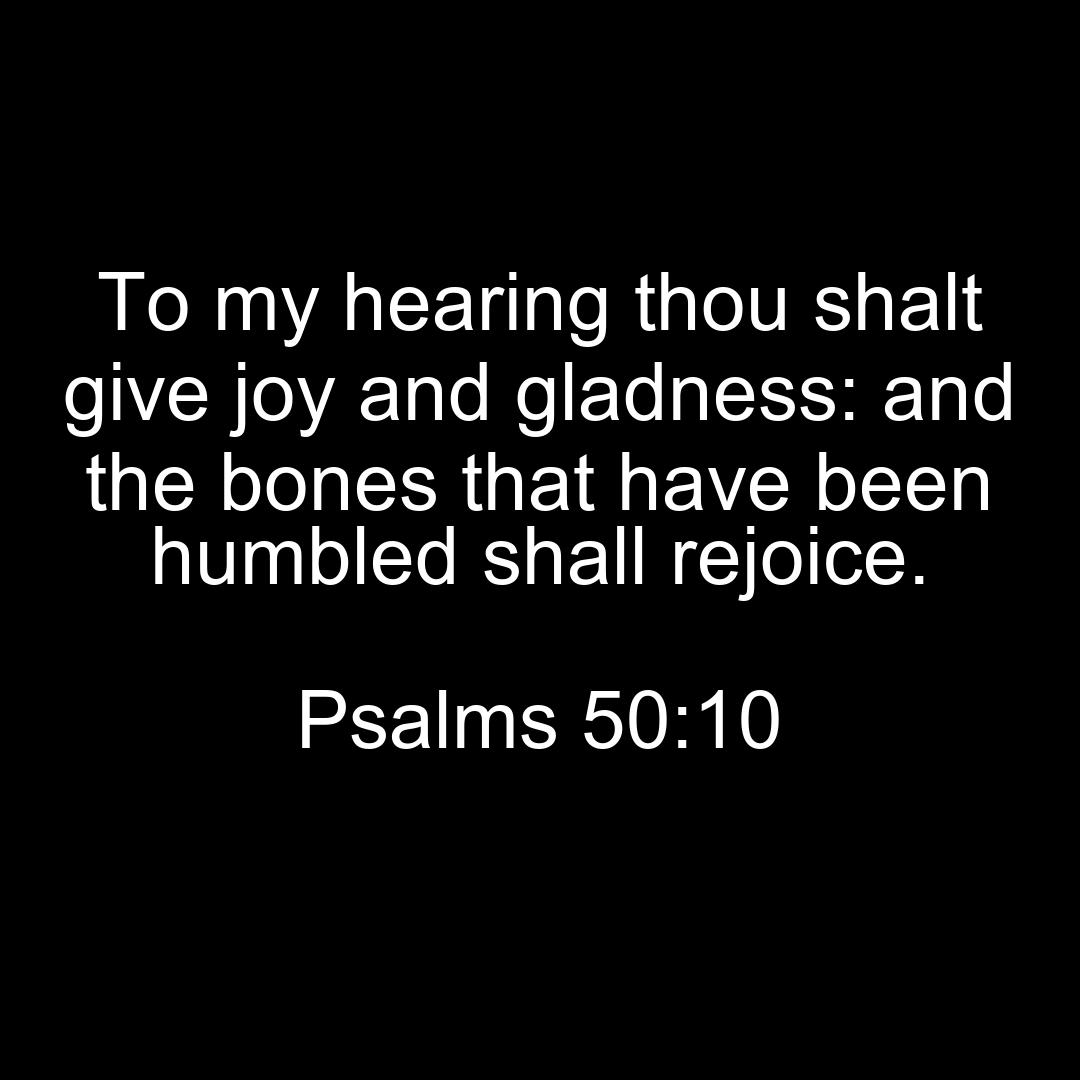 To my hearing thou shalt
give joy and gladness: and
the bones that have been
humbled shall rejoice.
Psalms 50:10